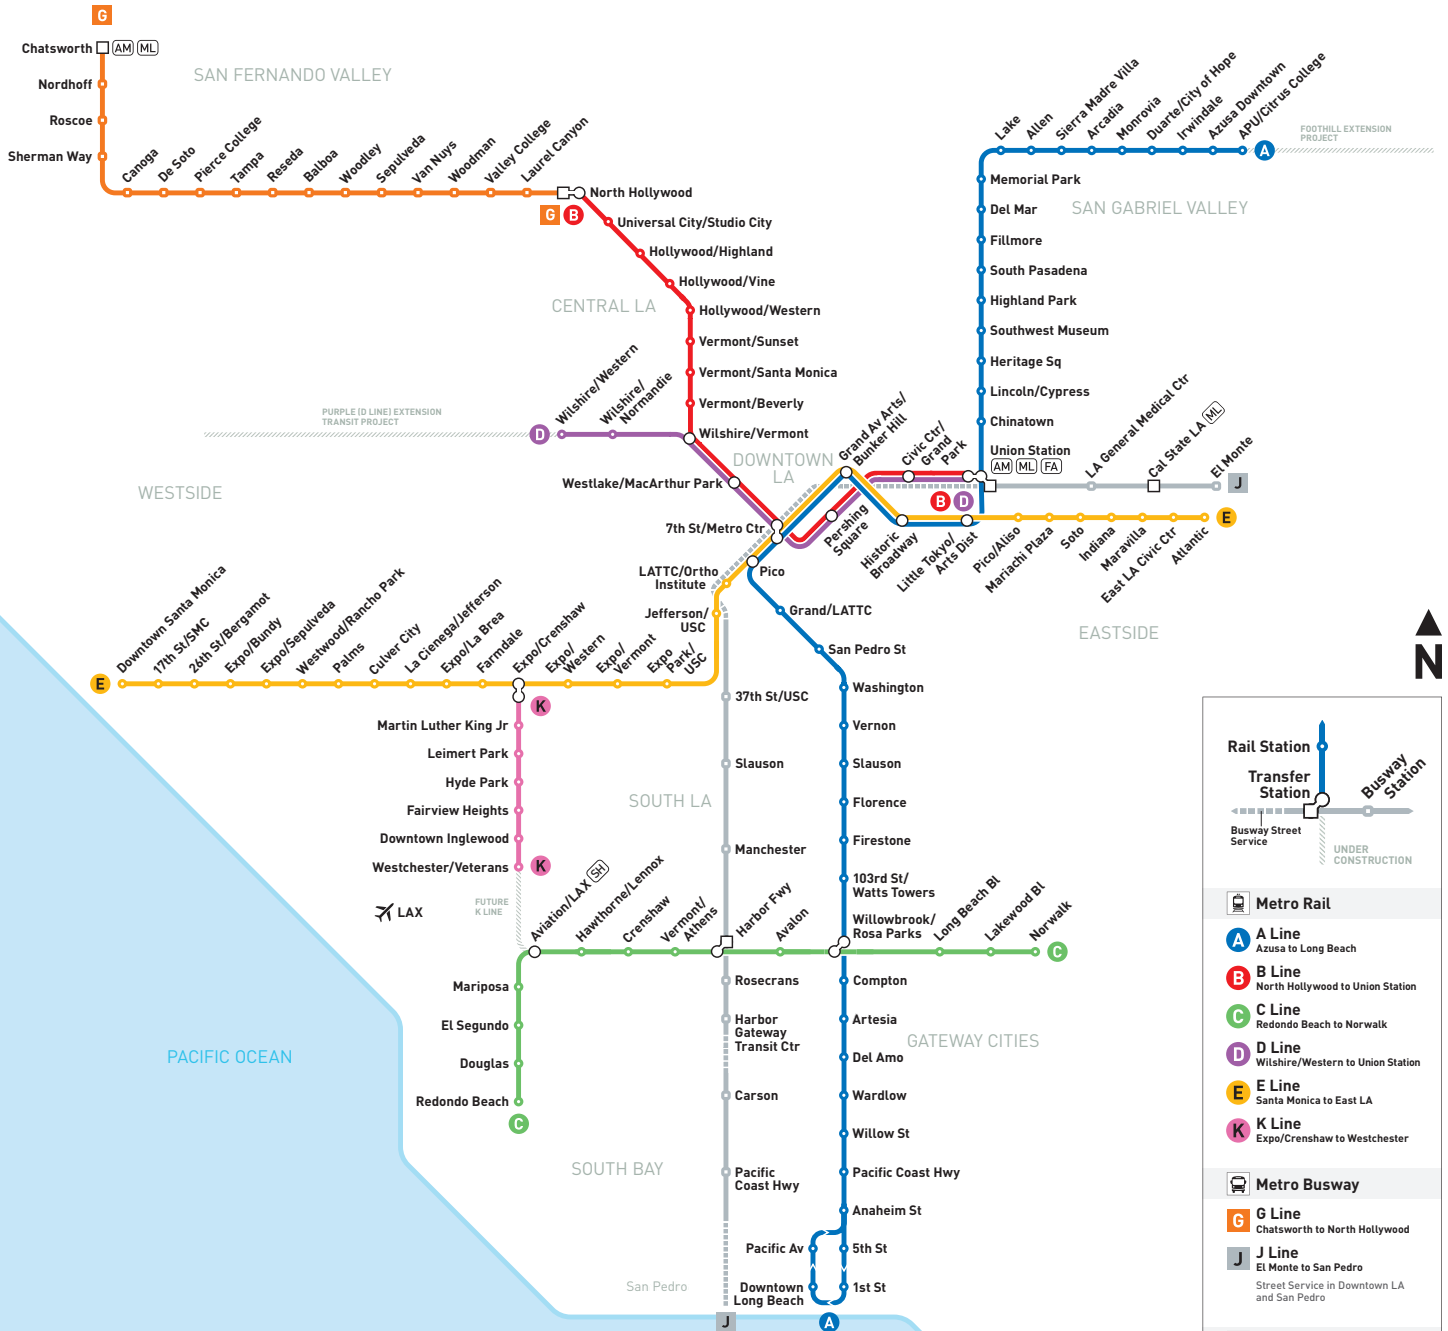 G
Chatsworth
AM
ML
Nordhoff
Roscoe
Sherman Way
SAN FERNANDO VALLEY
Canoga
De Soto
Pierce College
Tampa
Reseda
Balboa
Woodley
Sepulveda
Van Nuys
Woodman
Valley College
Laurel Canyon
North Hollywood
G
B
Universal City/Studio City
Hollywood/Highland
Hollywood/Vine
Hollywood/Western
Vermont/Sunset
Vermont/Santa Monica
Vermont/Beverly
Wilshire/Vermont
CENTRAL LA
Wilshire/Western
Wilshire/
Normandie
PURPLE (D LINE) EXTENSION
TRANSIT PROJECT
D
WESTSIDE
DOWNTOWN
LA
Westlake/MacArthur Park
7th St/Metro Ctr
Pershing
Square
Grand Av Arts/
Bunker Hill
Civic Ctr/
Grand
Park
Historic
Broadway
Little Tokyo/
Arts Dist
B
D
Lake
Allen
Sierra Madre Villa
Arcadia
Monrovia
Duarte/City of Hope
Irwindale
Azusa Downtown
APU/Citrus College
A
FOOTHILL EXTENSION
PROJECT
SAN GABRIEL VALLEY
Memorial Park
Del Mar
Fillmore
South Pasadena
Highland Park
Southwest Museum
Heritage Sq
Lincoln/Cypress
Chinatown
Union Station
AM
ML
FA
LA General Medical Ctr
Cal State LA
ML
El Monte
J
Pico/Aliso
Mariachi Plaza
Soto
Indiana
Maravilla
East LA Civic Ctr
Atlantic
E
EASTSIDE
N
LATTC/Ortho
Institute
Jefferson/
USC
Pico
Grand/LATTC
San Pedro St
Washington
Vernon
Slauson
Florence
Firestone
103rd St/
Watts Towers
Willowbrook/
Rosa Parks
E
Downtown Santa Monica
17th St/SMC
26th St/Bergamot
Expo/Bundy
Expo/Sepulveda
Westwood/Rancho Park
Palms
Culver City
La Cienega/Jefferson
Expo/La Brea
Farmdale
Expo/Crenshaw
Expo/
Western
Expo/
Vermont
Expo
Park/
USC
K
Martin Luther King Jr
Leimert Park
Hyde Park
Fairview Heights
Downtown Inglewood
Westchester/Veterans
K
FUTURE
K LINE
LAX
SOUTH LA
37th St/USC
Slauson
Manchester
Aviation/LAX
SH
Hawthorne/Lennox
Crenshaw
Vermont/
Athens
Harbor Fwy
Avalon
Long Beach Bl
Lakewood Bl
Norwalk
C
Mariposa
El Segundo
Douglas
Redondo Beach
C
Rosecrans
Harbor
Gateway
Transit Ctr
Carson
Pacific
Coast Hwy
Compton
Artesia
Del Amo
Wardlow
Willow St
Pacific Coast Hwy
Anaheim St
5th St
1st St
Pacific Av
Downtown
Long Beach
A
J
San Pedro
GATEWAY CITIES
SOUTH BAY
PACIFIC OCEAN
Rail Station
Transfer
Station
Busway
Station
Busway Street
Service
UNDER
CONSTRUCTION
Metro Rail
A
A Line
Azusa to Long Beach
B
B Line
North Hollywood to Union Station
C
C Line
Redondo Beach to Norwalk
D
D Line
Wilshire/Western to Union Station
E
E Line
Santa Monica to East LA
K
K Line
Expo/Crenshaw to Westchester
Metro Busway
G
G Line
Chatsworth to North Hollywood
J
J Line
El Monte to San Pedro
Street Service in Downtown LA
and San Pedro